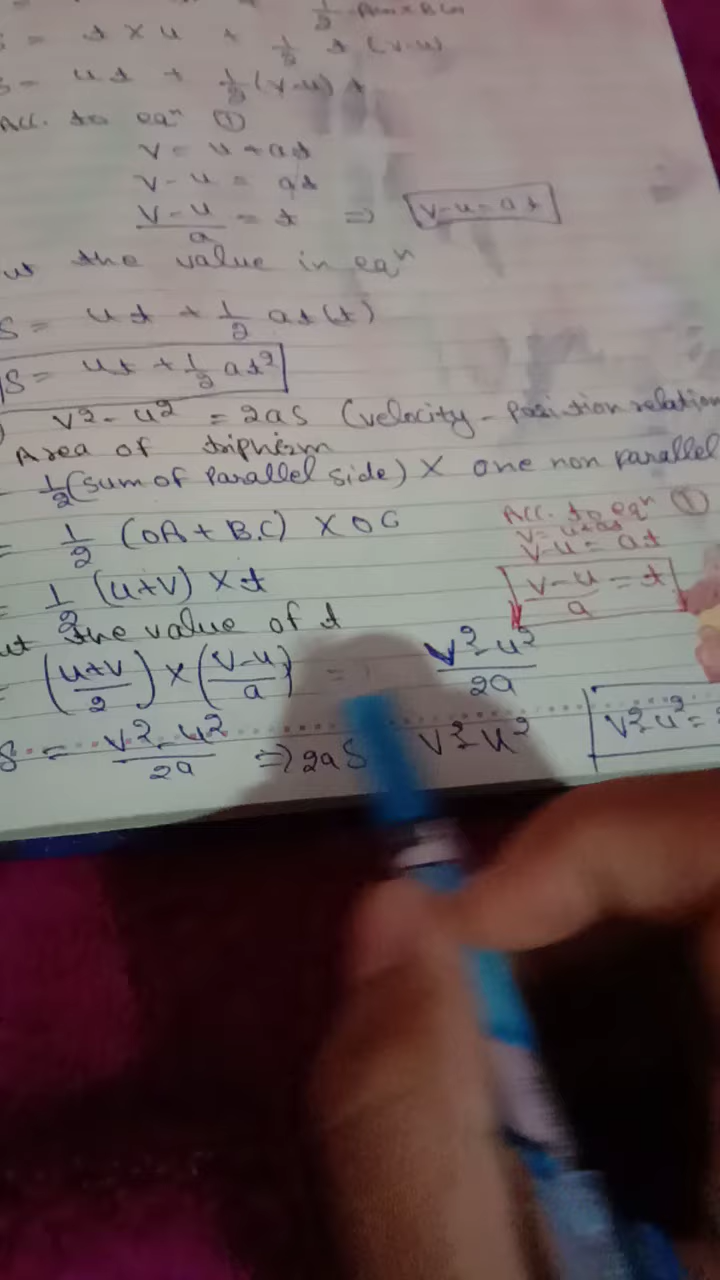 = t × u + 1/2 t (v-u)
S = ut + 1/2 (v-u) t
Acc. to eqⁿ ①
v = u + at
v - u = at
v - u / a = t ⇒ v-u = at
the value in eqⁿ
S = ut + 1/2 at(t)
S = ut + 1/2 at²
v² - u² = 2as (velocity - position relation
Area of
1/2 (sum of parallel side) × one non parallel
= 1/2 (OA + B.C) × OC
= 1/2 (u+v) × t
Acc. to eqⁿ ①
v = u+at
v-u = at
v-u / a = t
the value of t
= (u+v / 2) × (v-u / a) = v²-u² / 2a
S = v²-u² / 2a ⇒ 2aS v²-u² v²-u² =